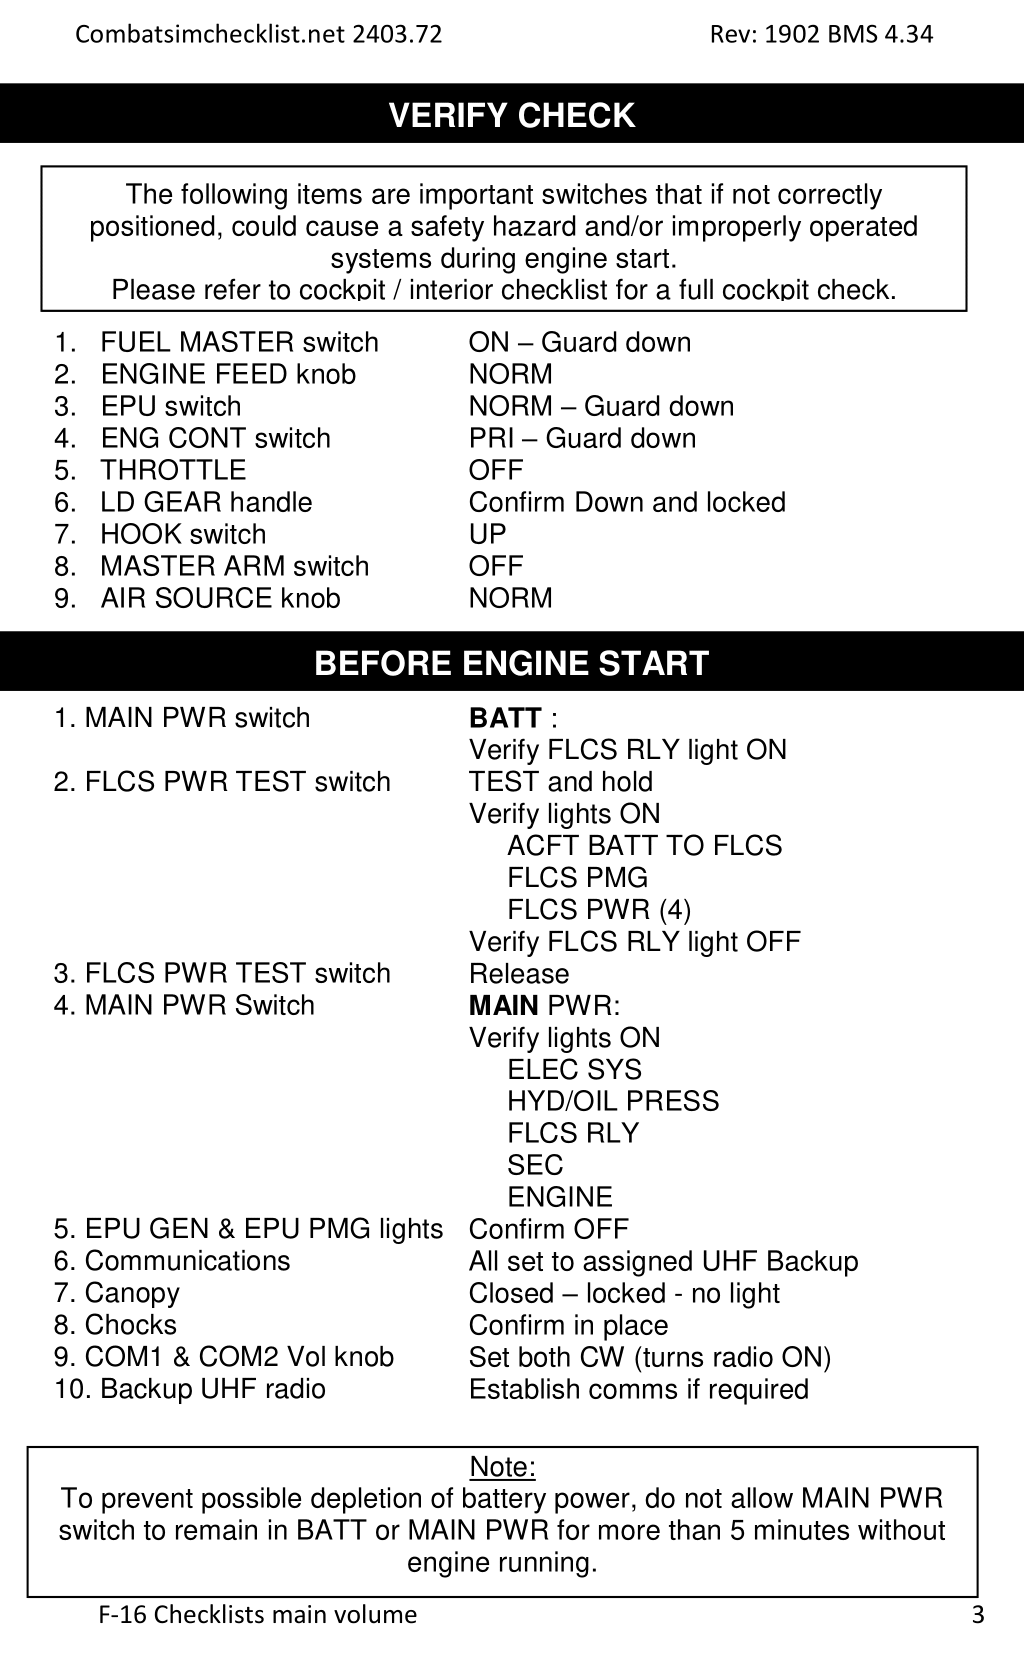 Combatsimchecklist.net 2403.72 Rev: 1902 BMS 4.34
VERIFY CHECK
The following items are important switches that if not correctly
positioned, could cause a safety hazard and/or improperly operated
systems during engine start.
Please refer to cockpit / interior checklist for a full cockpit check.
1. FUEL MASTER switch ON – Guard down
2. ENGINE FEED knob NORM
3. EPU switch NORM – Guard down
4. ENG CONT switch PRI – Guard down
5. THROTTLE OFF
6. LD GEAR handle Confirm Down and locked
7. HOOK switch UP
8. MASTER ARM switch OFF
9. AIR SOURCE knob NORM
BEFORE ENGINE START
1. MAIN PWR switch BATT :
Verify FLCS RLY light ON
2. FLCS PWR TEST switch TEST and hold
Verify lights ON
ACFT BATT TO FLCS
FLCS PMG
FLCS PWR (4)
Verify FLCS RLY light OFF
3. FLCS PWR TEST switch Release
4. MAIN PWR Switch MAIN PWR:
Verify lights ON
ELEC SYS
HYD/OIL PRESS
FLCS RLY
SEC
ENGINE
5. EPU GEN & EPU PMG lights Confirm OFF
6. Communications All set to assigned UHF Backup
7. Canopy Closed – locked - no light
8. Chocks Confirm in place
9. COM1 & COM2 Vol knob Set both CW (turns radio ON)
10. Backup UHF radio Establish comms if required
Note:
To prevent possible depletion of battery power, do not allow MAIN PWR
switch to remain in BATT or MAIN PWR for more than 5 minutes without
engine running.
F-16 Checklists main volume 3